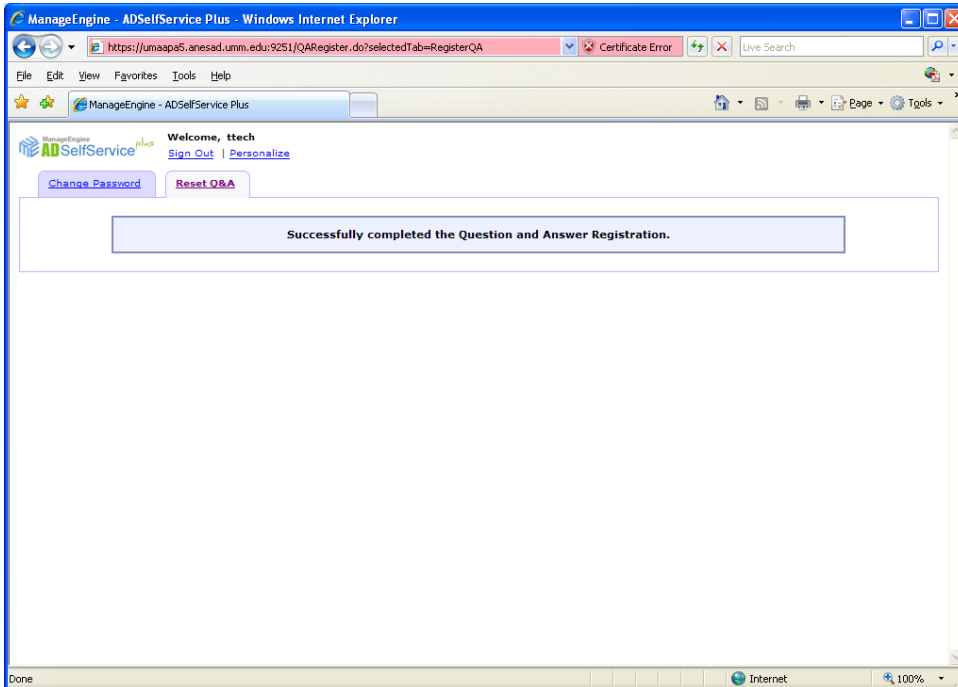 ManageEngine - ADSelfService Plus - Windows Internet Explorer
https://umaapa5.anesad.umm.edu:9251/QARegister.do?selectedTab=RegisterQA Certificate Error Live Search
File Edit View Favorites Tools Help
ManageEngine - ADSelfService Plus Page Tools
ManageEngine
ADSelfService plus
Welcome, ttech
Sign Out | Personalize
Change Password Reset Q&A
Successfully completed the Question and Answer Registration.
Done Internet 100%